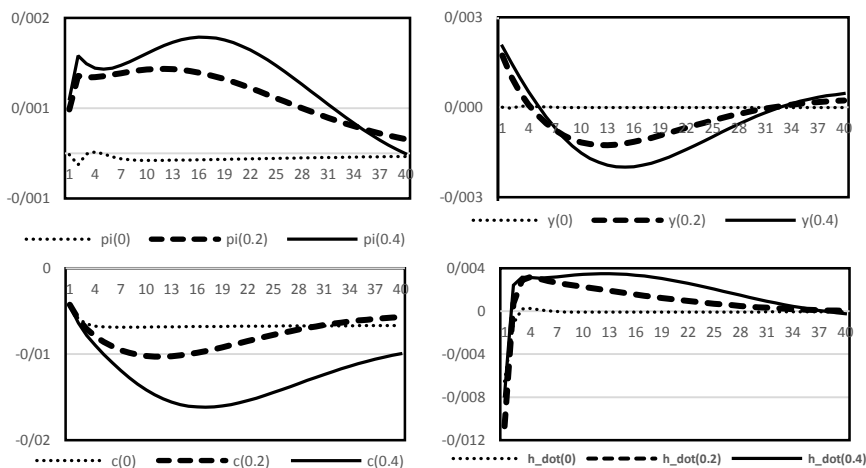 0/002
0/001
-0/001
1 4 7 10 13 16 19 22 25 28 31 34 37 40
pi(0) pi(0.2) pi(0.4)
0/003
0/000
-0/003
1 4 7 10 13 16 19 22 25 28 31 34 37 40
y(0) y(0.2) y(0.4)
0
-0/01
-0/02
1 4 7 10 13 16 19 22 25 28 31 34 37 40
c(0) c(0.2) c(0.4)
0/004
0
-0/004
-0/008
-0/012
1 4 7 10 13 16 19 22 25 28 31 34 37 40
h_dot(0) h_dot(0.2) h_dot(0.4)